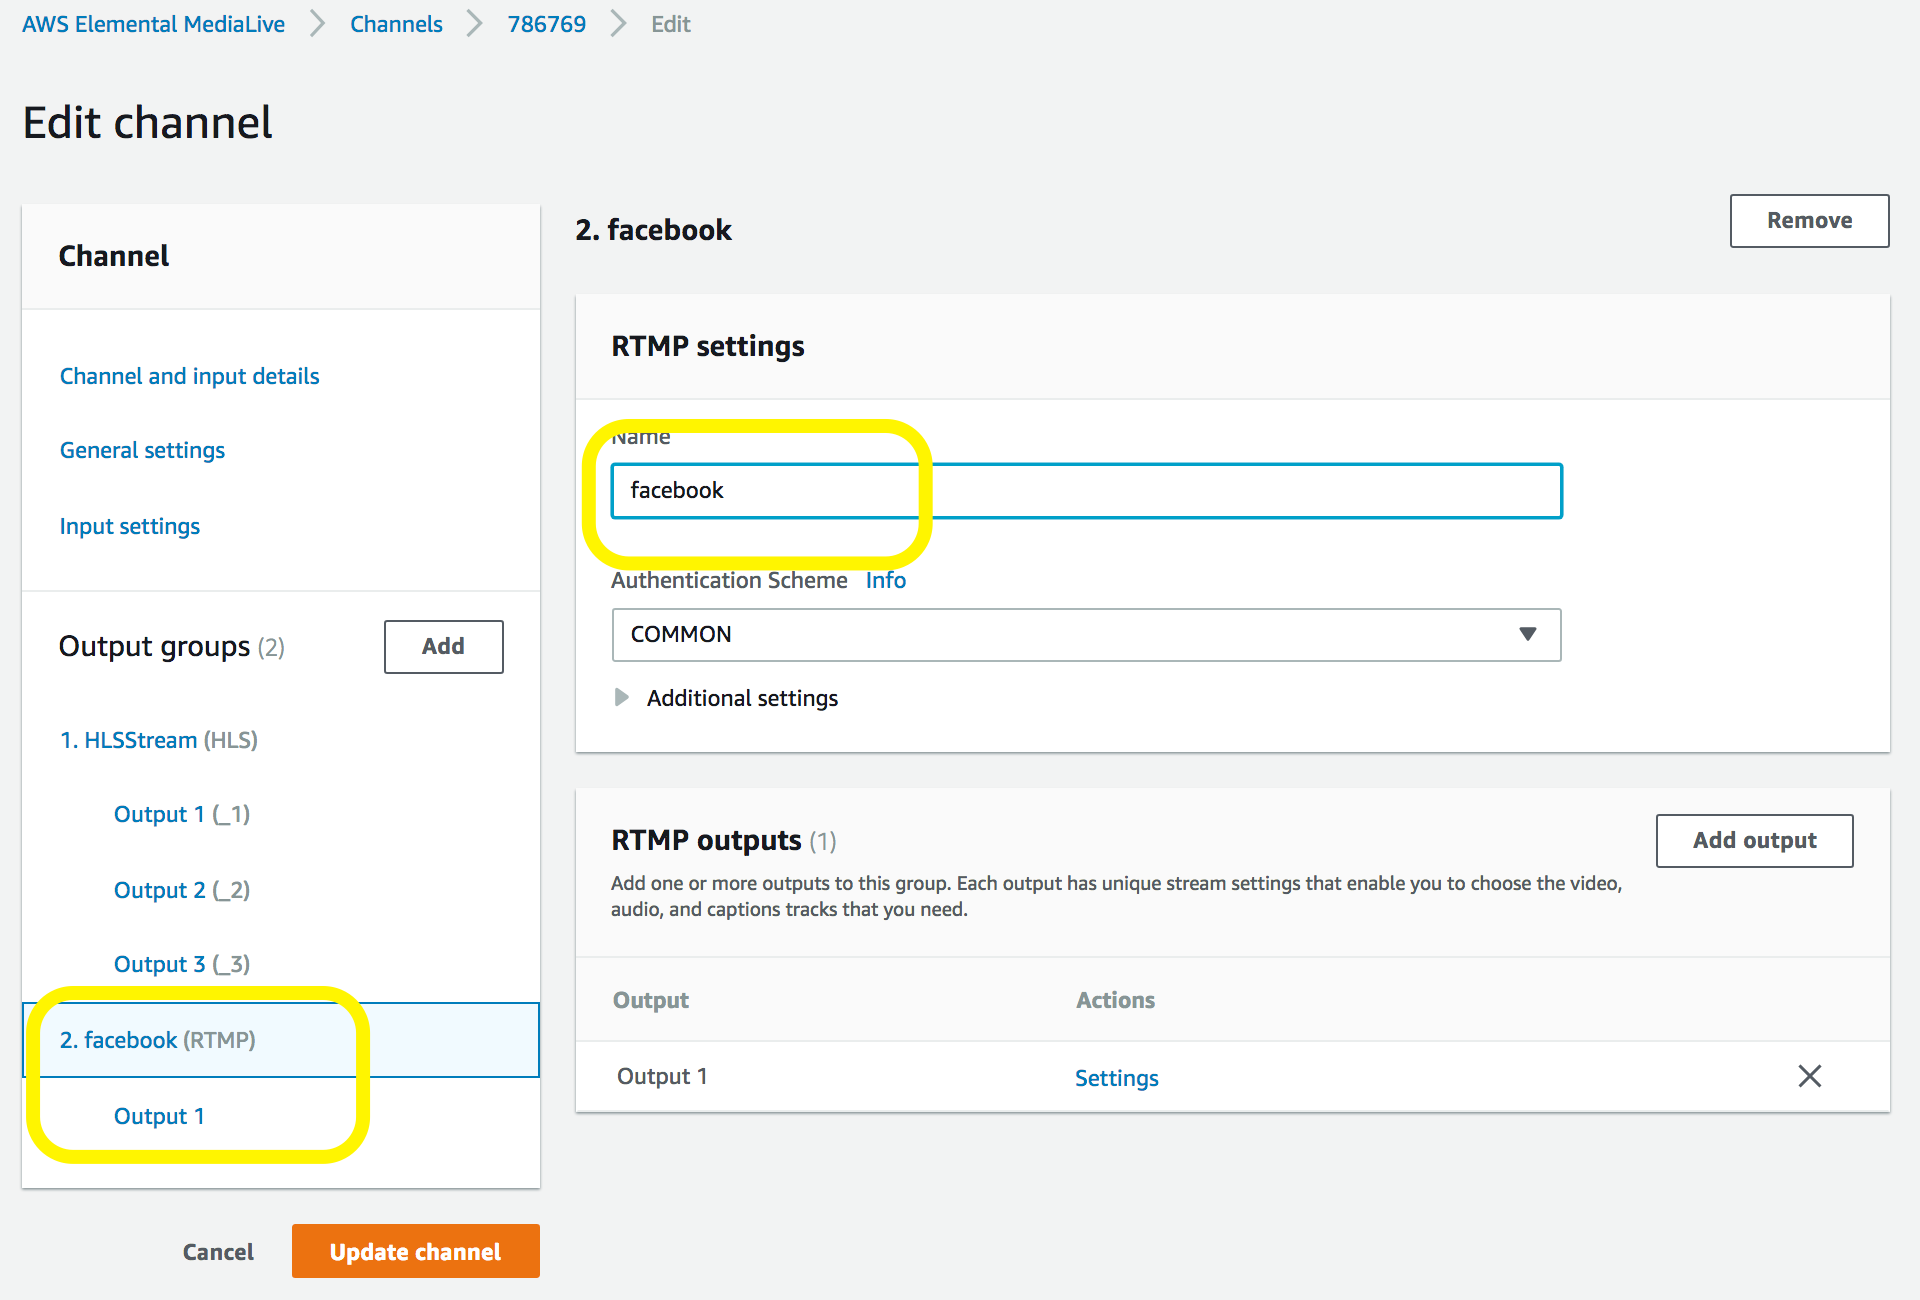 AWS Elemental MediaLive > Channels > 786769 > Edit
Edit channel
Channel
Channel and input details
General settings
Input settings
Output groups (2) Add
1. HLSStream (HLS)
Output 1 (_1)
Output 2 (_2)
Output 3 (_3)
2. facebook (RTMP)
Output 1
Cancel Update channel
2. facebook Remove
RTMP settings
Name
facebook
Authentication Scheme Info
COMMON
Additional settings
RTMP outputs (1) Add output
Add one or more outputs to this group. Each output has unique stream settings that enable you to choose the video,
audio, and captions tracks that you need.
Output Actions
Output 1 Settings